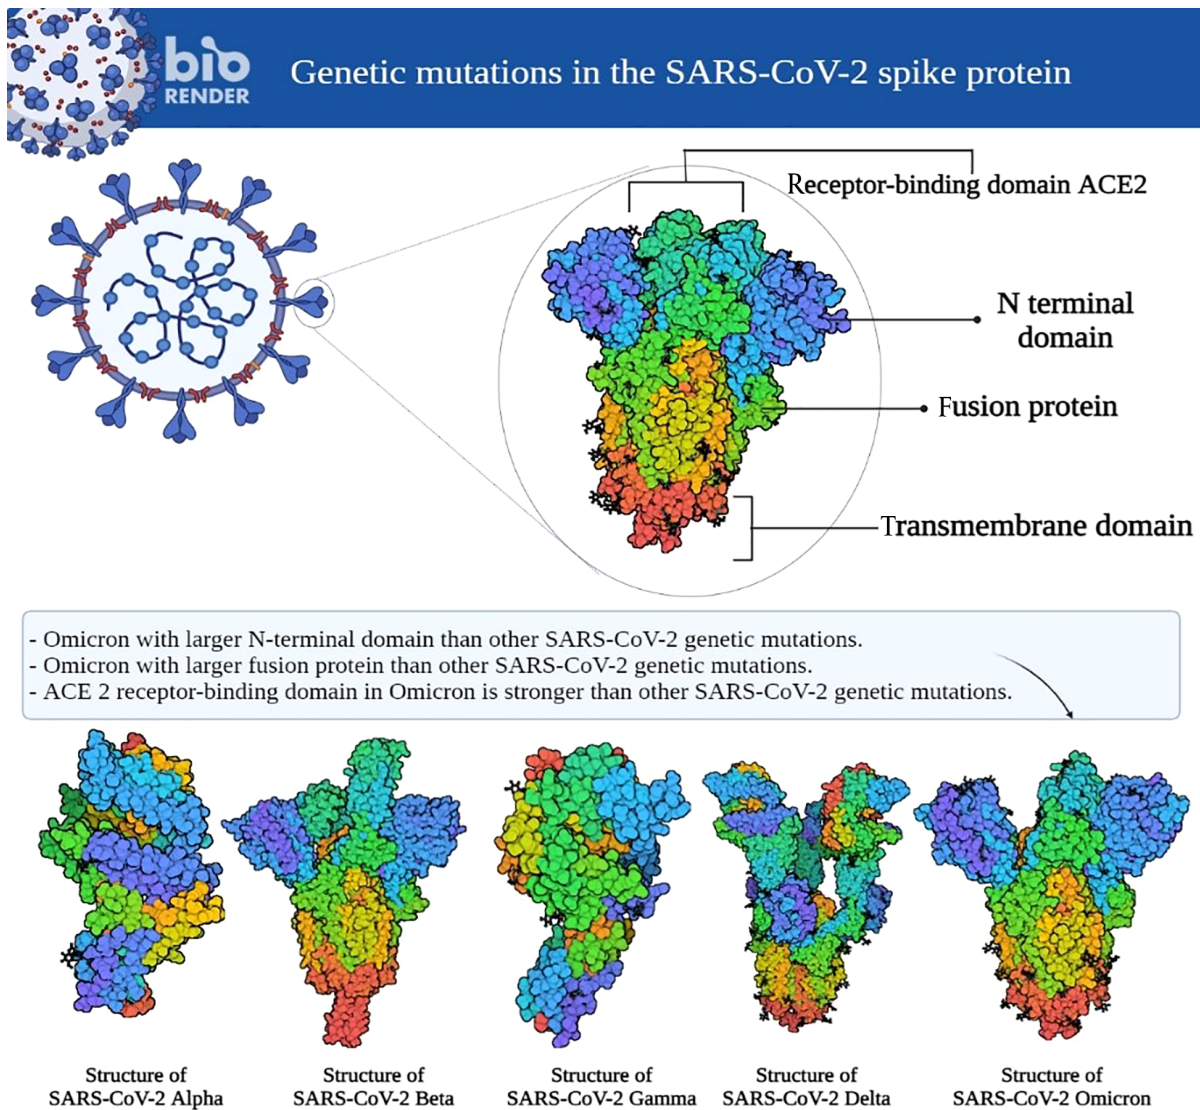 bio
RENDER
Genetic mutations in the SARS-CoV-2 spike protein
Receptor-binding domain ACE2
N terminal
domain
Fusion protein
Transmembrane domain
- Omicron with larger N-terminal domain than other SARS-CoV-2 genetic mutations.
- Omicron with larger fusion protein than other SARS-CoV-2 genetic mutations.
- ACE 2 receptor-binding domain in Omicron is stronger than other SARS-CoV-2 genetic mutations.
Structure of
SARS-CoV-2 Alpha
Structure of
SARS-CoV-2 Beta
Structure of
SARS-CoV-2 Gamma
Structure of
SARS-CoV-2 Delta
Structure of
SARS-CoV-2 Omicron